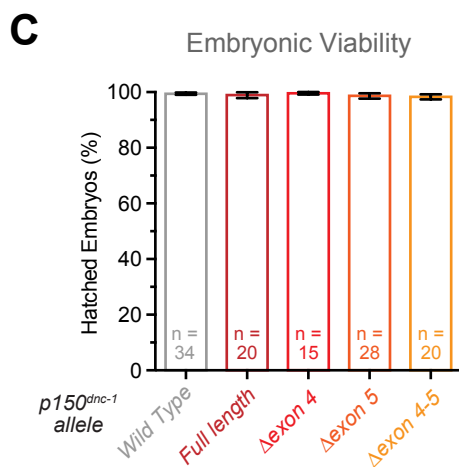 C
Embryonic Viability
Hatched Embryos (%)
100
80
60
40
20
0
n =
34
n =
20
n =
15
n =
28
n =
20
p150dnc-1
allele
Wild Type
Full length
Δexon 4
Δexon 5
Δexon 4-5